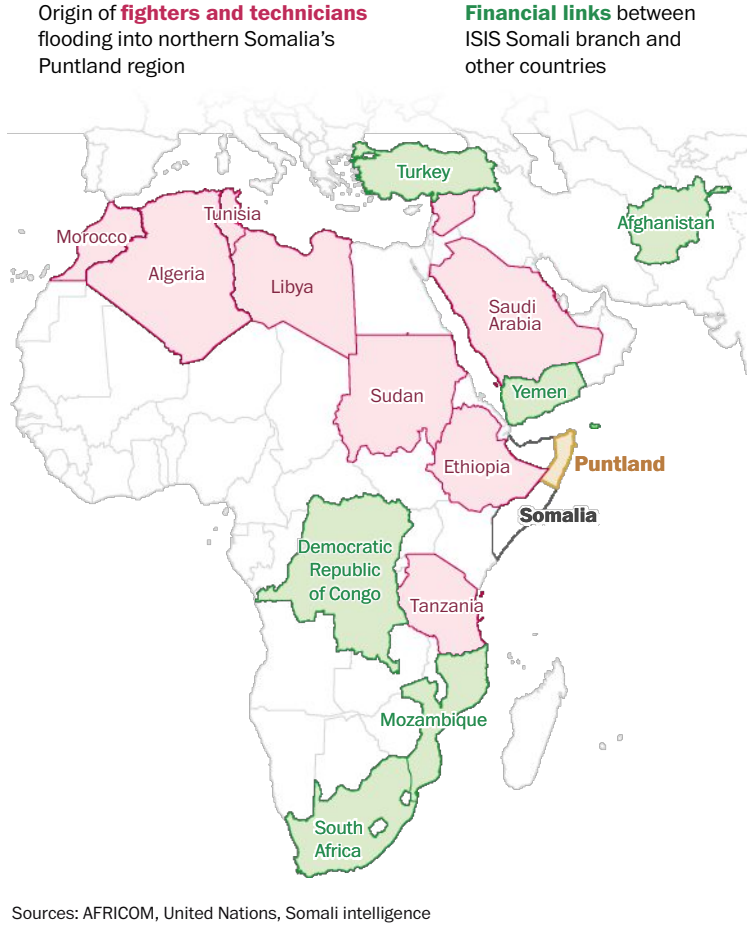 Origin of fighters and technicians
flooding into northern Somalia's
Puntland region
Financial links between
ISIS Somali branch and
other countries
Turkey
Afghanistan
Tunisia
Morocco
Algeria
Libya
Saudi
Arabia
Yemen
Sudan
Ethiopia
Puntland
Somalia
Democratic
Republic
of Congo
Tanzania
Mozambique
South
Africa
Sources: AFRICOM, United Nations, Somali intelligence